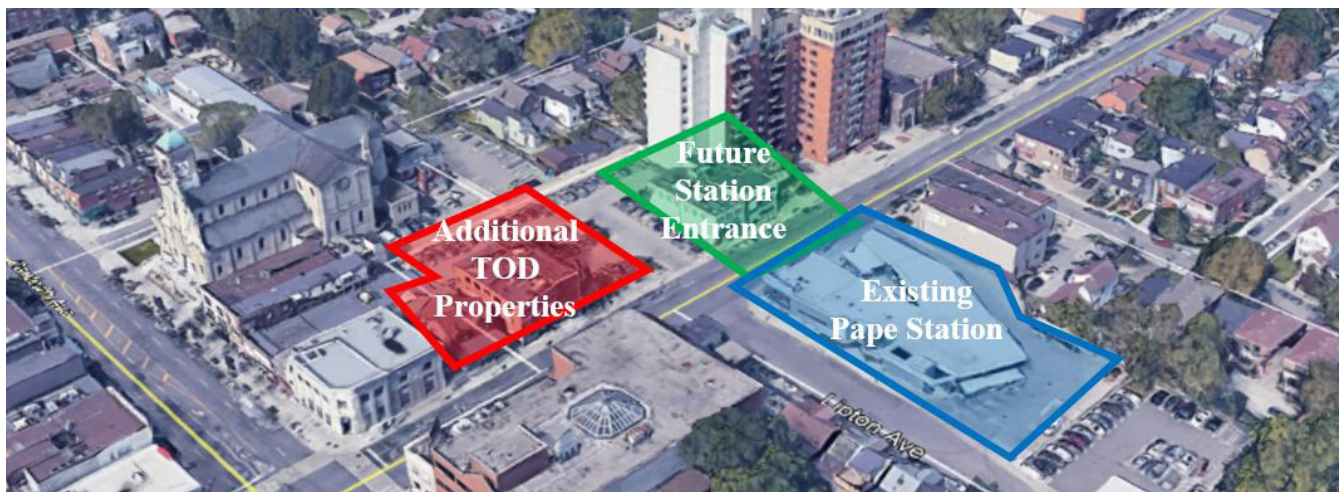 Future
Station
Entrance
Additional
TOD
Properties
Existing
Pape Station
Lipton Ave